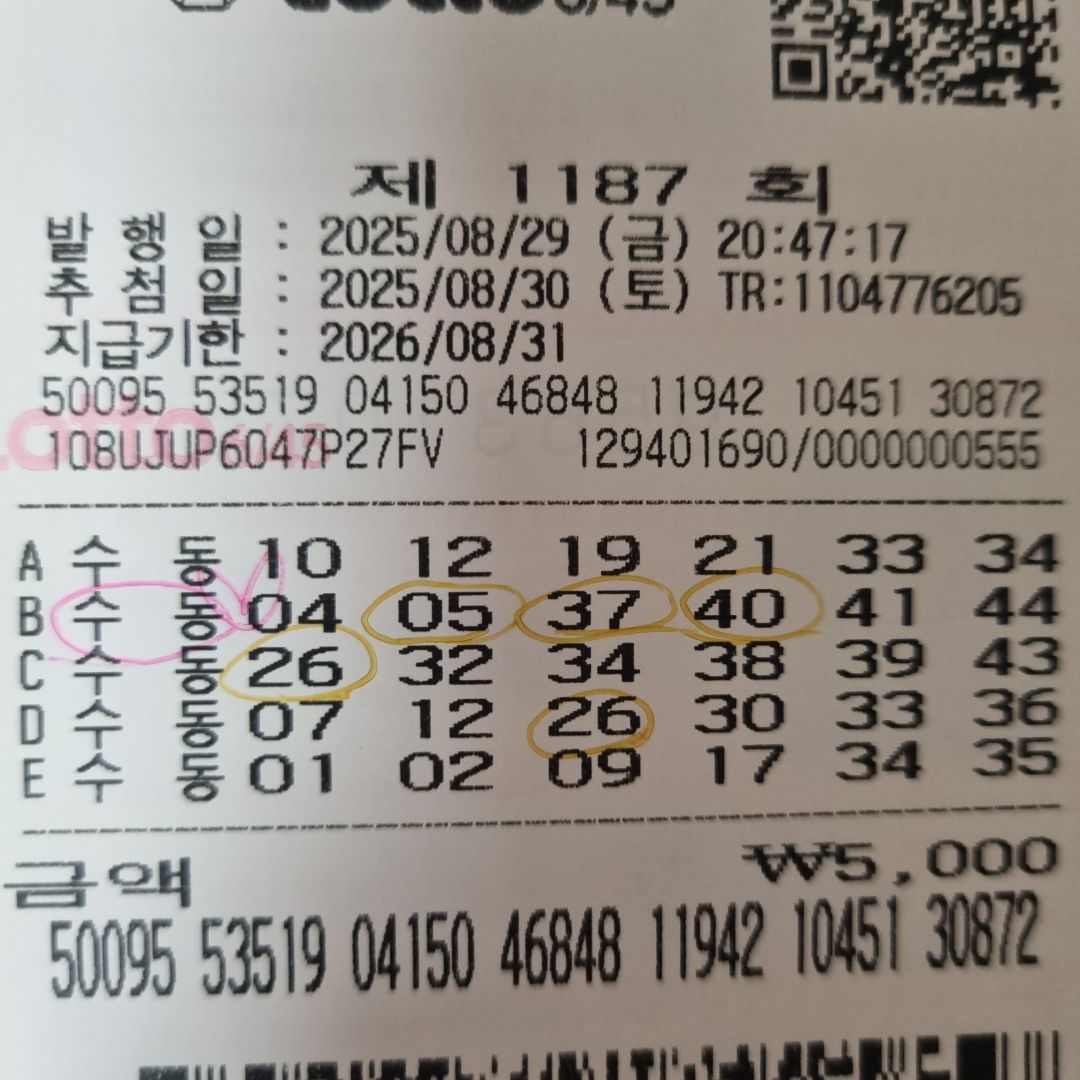 6/45
제 1187 회
발 행 일 : 2025/08/29 (금) 20:47:17
추 첨 일 : 2025/08/30 (토) TR:1104776205
지급기한 : 2026/08/31
50095 53519 04150 46848 11942 10451 30872
108UJUP6047P27FV 129401690/0000000555
A 수 동 10 12 19 21 33 34
B 수 동 04 05 37 40 41 44
C 수 동 26 32 34 38 39 43
D 수 동 07 12 26 30 33 36
E 수 동 01 02 09 17 34 35
금액 ₩5,000
50095 53519 04150 46848 11942 10451 30872